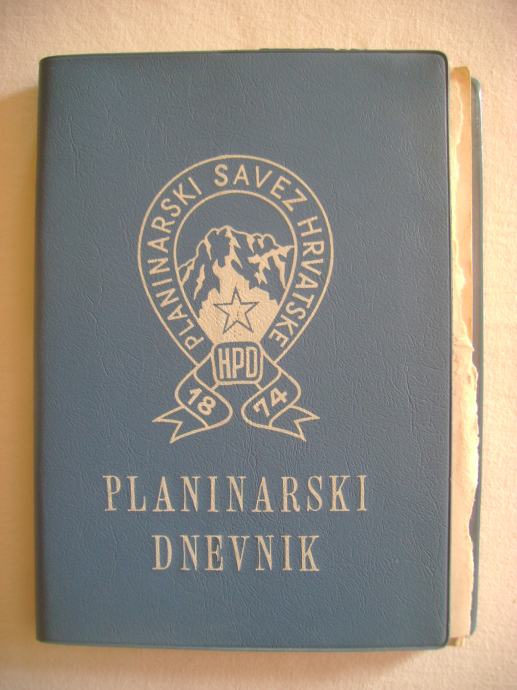 PLANINARSKI SAVEZ HRVATSKE
HPD
18 74
PLANINARSKI
DNEVNIK